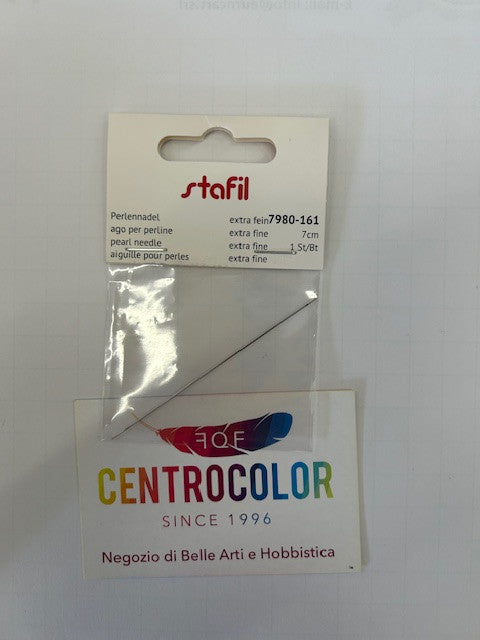 stafil
Perlennadel extra fein 7980-161
ago per perline extra fine 7cm
pearl needle extra fine 1 St/Bt
aiguille pour perles extra fine
FQF
CENTROCOLOR
SINCE 1996
Negozio di Belle Arti e Hobbistica